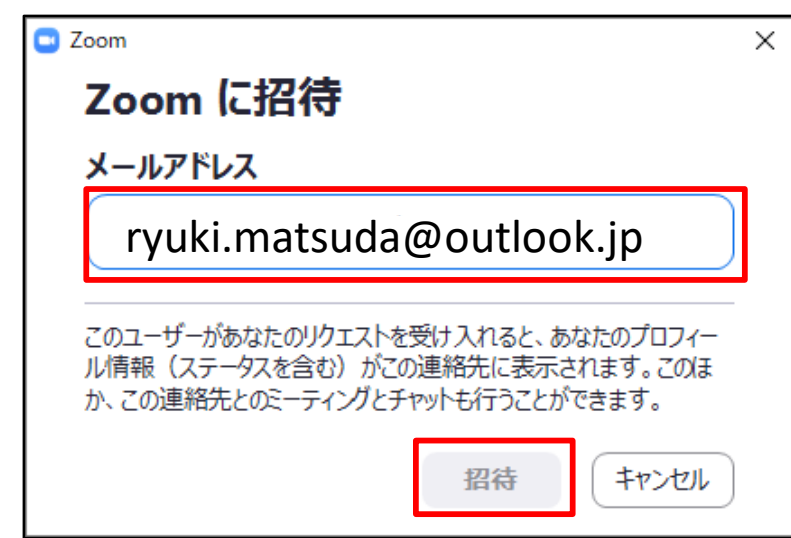 Zoom
Zoom に招待
メールアドレス
ryuki.matsuda@outlook.jp
このユーザーがあなたのリクエストを受け入れると、あなたのプロフィー
ル情報（ステータスを含む）がこの連絡先に表示されます。このほ
か、この連絡先とのミーティングとチャットも行うことができます。
招待 キャンセル